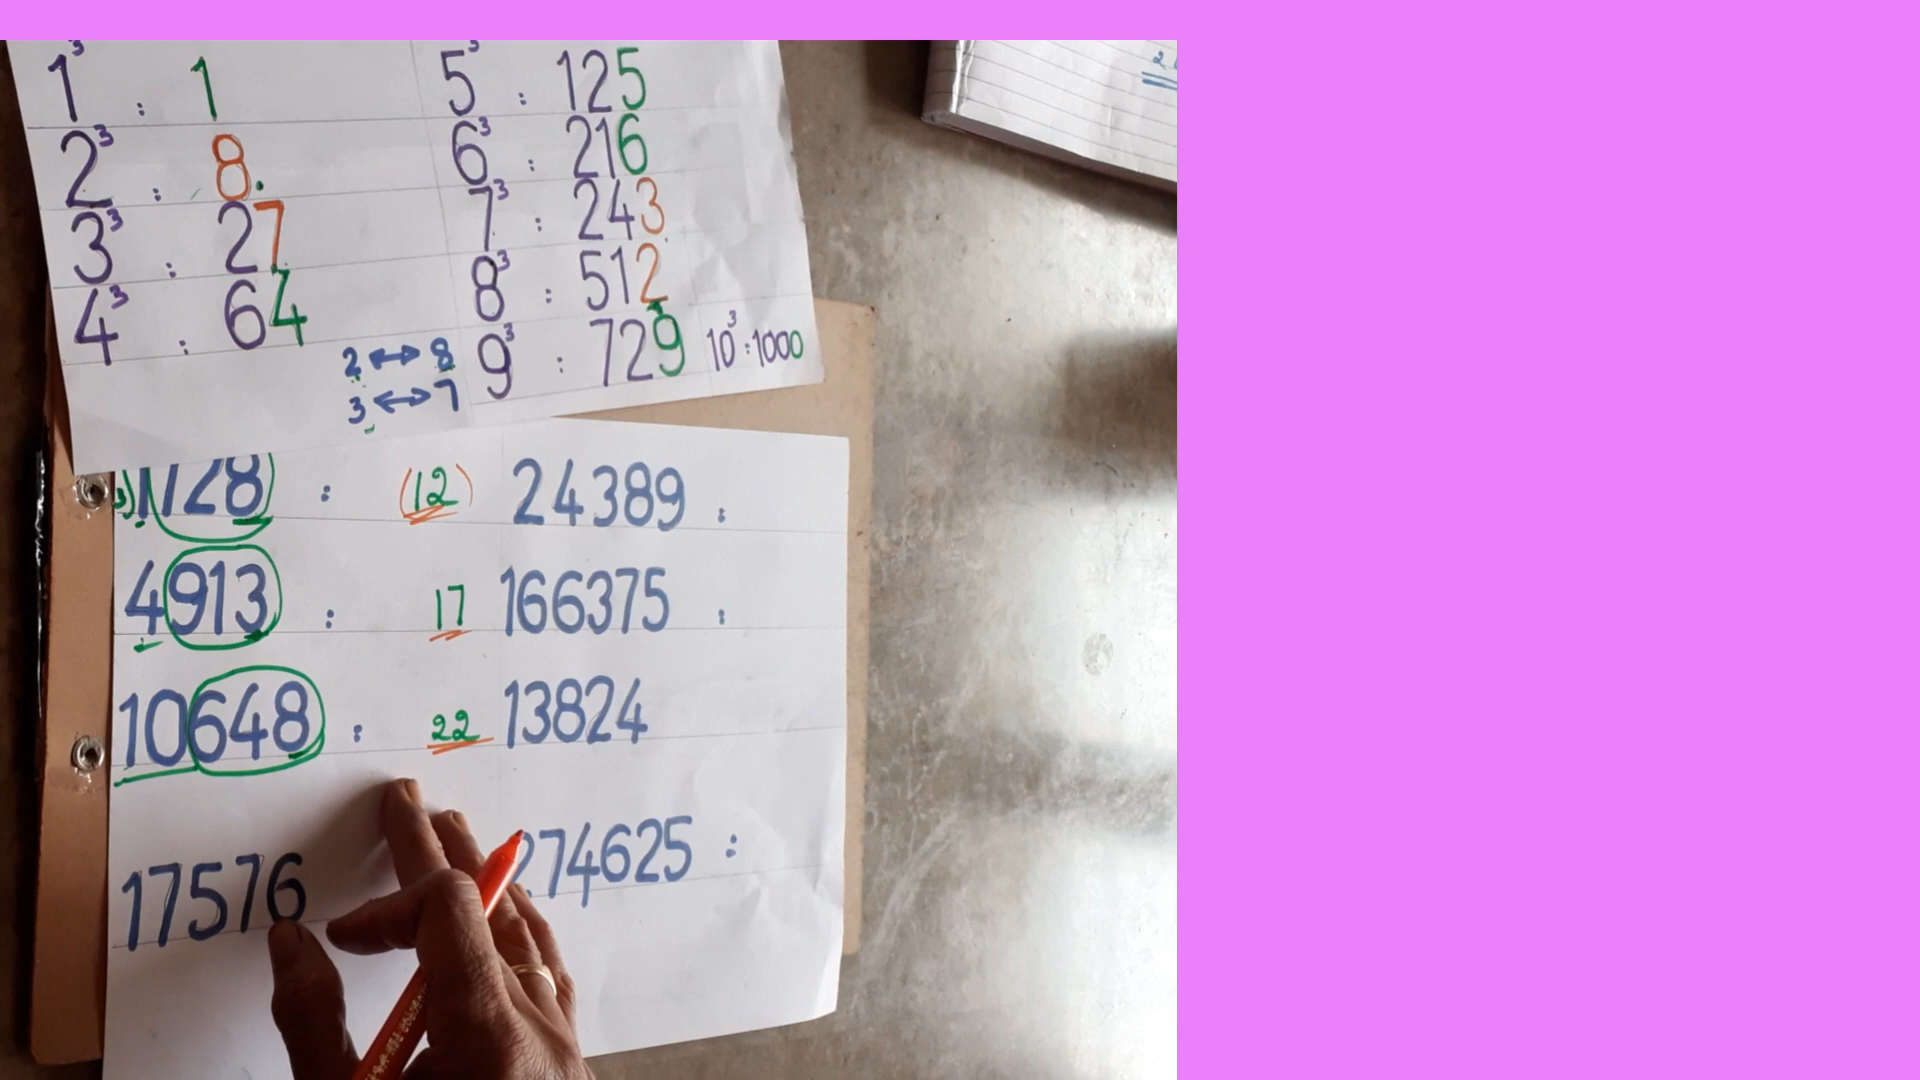 1³ : 1
2³ : 8
3³ : 27
4³ : 64
5³ : 125
6³ : 216
7³ : 243
8³ : 512
9³ : 729 10³ : 1000
2 ↔ 8
3 ↔ 7
1728 : (12) 24389 :
4913 : 17 166375 :
10648 : 22 13824
17576 274625 :